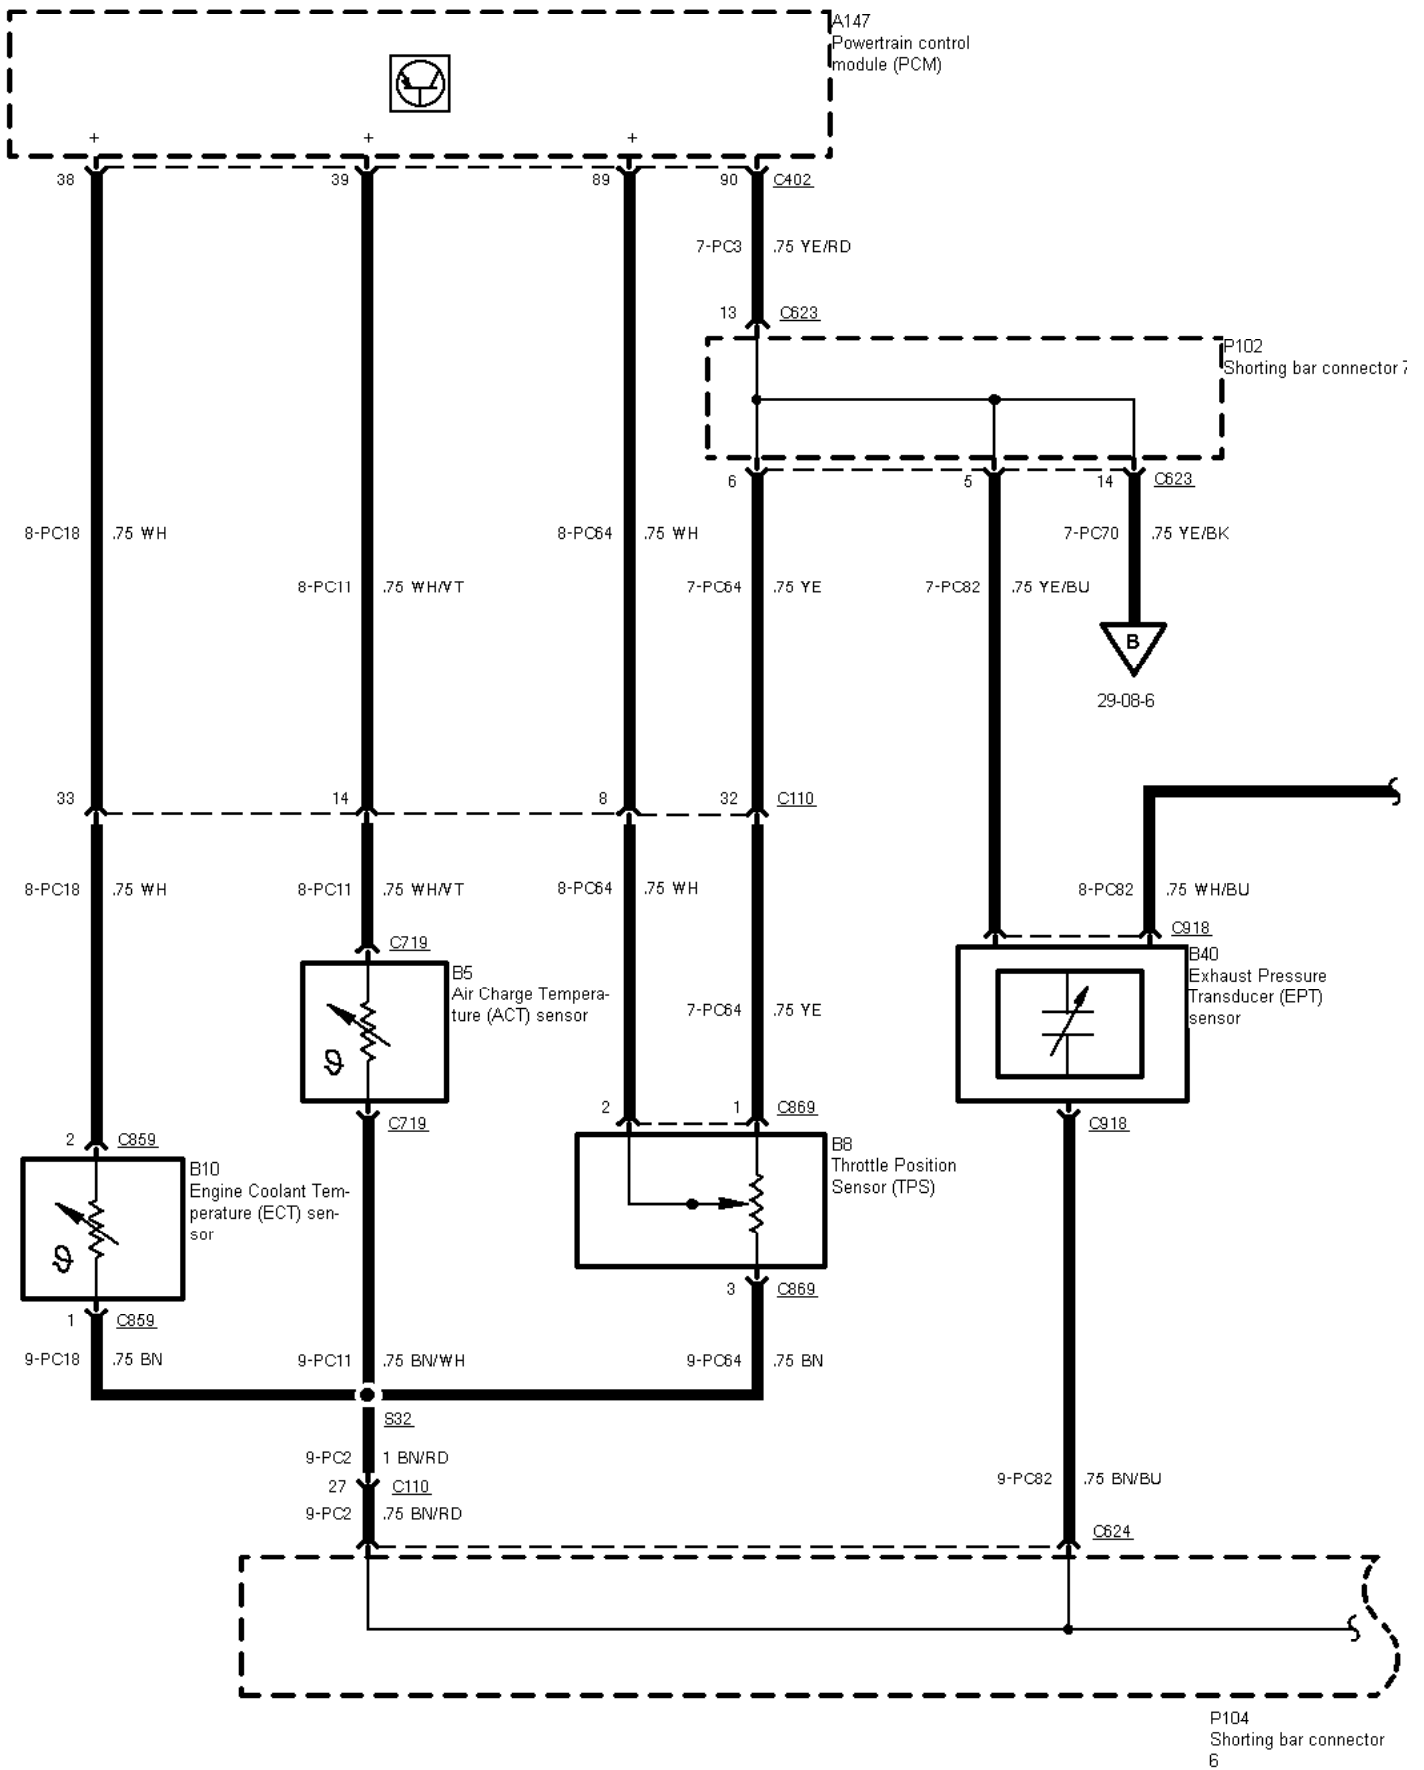 A147
Powertrain control
module (PCM)
+ + +
38 39 89 90 C402
7-PC3 .75 YE/RD
13 C623
P102
Shorting bar connector 7
6 5 14 C623
8-PC18 .75 WH 8-PC64 .75 WH 7-PC70 .75 YE/BK
8-PC11 .75 WH/VT 7-PC64 .75 YE 7-PC82 .75 YE/BU
B
29-08-6
33 14 8 32 C110
8-PC18 .75 WH 8-PC11 .75 WH/VT 8-PC64 .75 WH 8-PC82 .75 WH/BU
C918
C719
B40
Exhaust Pressure
Transducer (EPT)
sensor
B5
Air Charge Tempera-
ture (ACT) sensor
7-PC64 .75 YE
ϑ
2 1 C869
C719 C918
2 C859
B8
Throttle Position
Sensor (TPS)
B10
Engine Coolant Tem-
perature (ECT) sen-
sor
ϑ
3 C869
1 C859
9-PC18 .75 BN 9-PC11 .75 BN/WH 9-PC64 .75 BN
S32
9-PC2 1 BN/RD
9-PC82 .75 BN/BU
27 C110
9-PC2 .75 BN/RD
C624
P104
Shorting bar connector
6